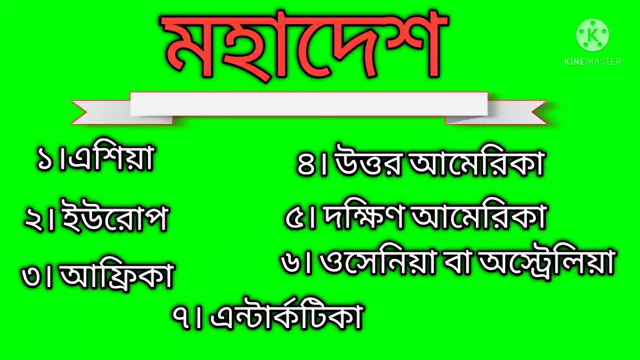 মহাদেশ
KINEMASTER
১।এশিয়া
২। ইউরোপ
৩। আফ্রিকা
৪। উত্তর আমেরিকা
৫। দক্ষিণ আমেরিকা
৬। ওসেনিয়া বা অস্ট্রেলিয়া
৭। এন্টার্কটিকা